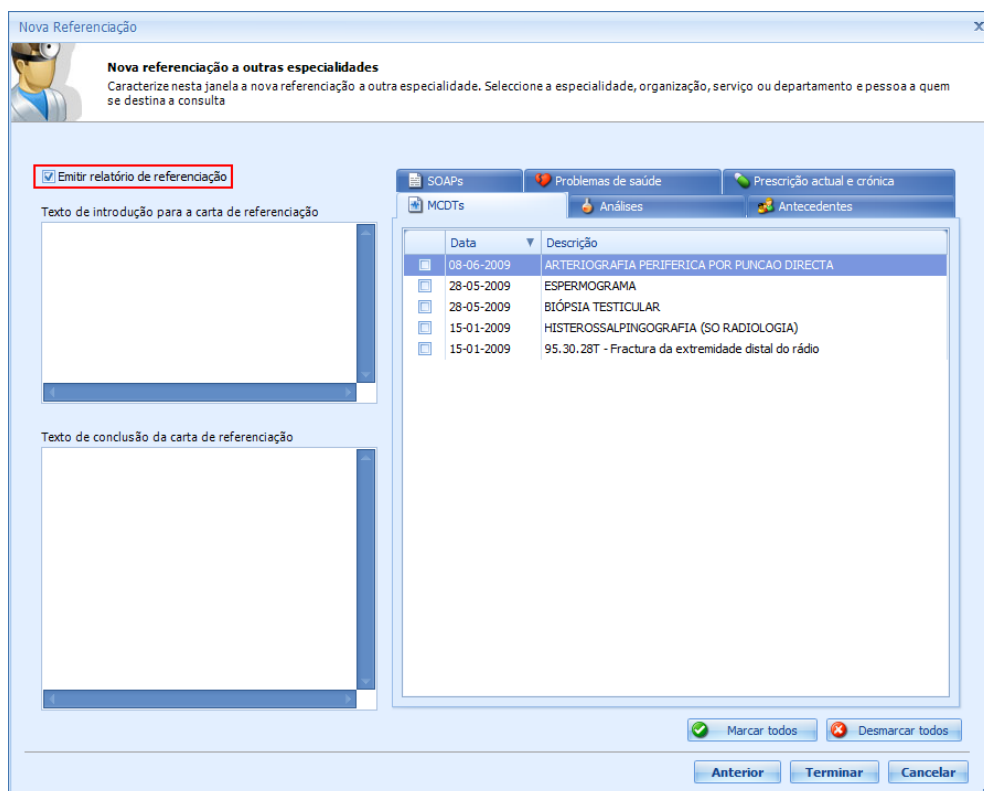 Nova Referenciação
x
Nova referenciação a outras especialidades
Caracterize nesta janela a nova referenciação a outra especialidade. Seleccione a especialidade, organização, serviço ou departamento e pessoa a quem
se destina a consulta
Emitir relatório de referenciação
Texto de introdução para a carta de referenciação
Texto de conclusão da carta de referenciação
SOAPs Problemas de saúde Prescrição actual e crónica
MCDTs Análises Antecedentes
Data Descrição
08-06-2009 ARTERIOGRAFIA PERIFERICA POR PUNCAO DIRECTA
28-05-2009 ESPERMOGRAMA
28-05-2009 BIÓPSIA TESTICULAR
15-01-2009 HISTEROSSALPINGOGRAFIA (SO RADIOLOGIA)
15-01-2009 95.30.28T - Fractura da extremidade distal do rádio
Marcar todos Desmarcar todos
Anterior Terminar Cancelar